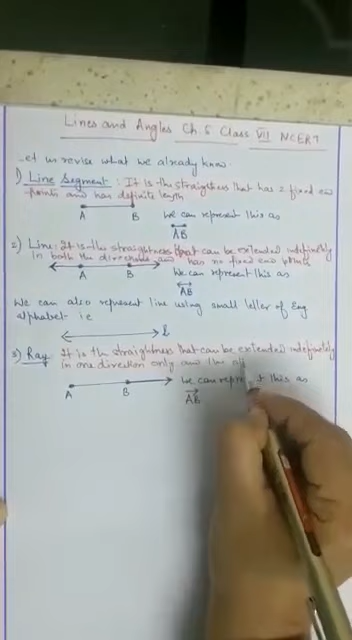 Lines and Angles Ch.5 Class VII NCERT
et us revise what we already know.
1) Line Segment : It is the straightness that has 2 fixed en
points and has definite length
A B
we can represent this as
AB
2) Line: It is the straightness that can be extended indefinitely
in both the directions and has no fixed end points
A B
We can represent this as
AB
We can also represent line using small letter of Eng
alphabet i.e
l
3) Ray It is the straightness that can be extended indefinitely
in one direction only and this
A B
We can represent this as
AB